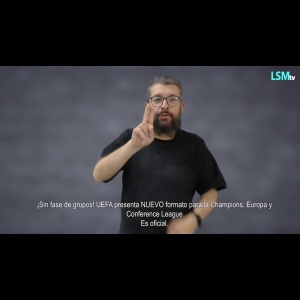 LSMtv
¡Sin fase de grupos! UEFA presenta NUEVO formato para la Champions, Europa y
Conference League
Es oficial.